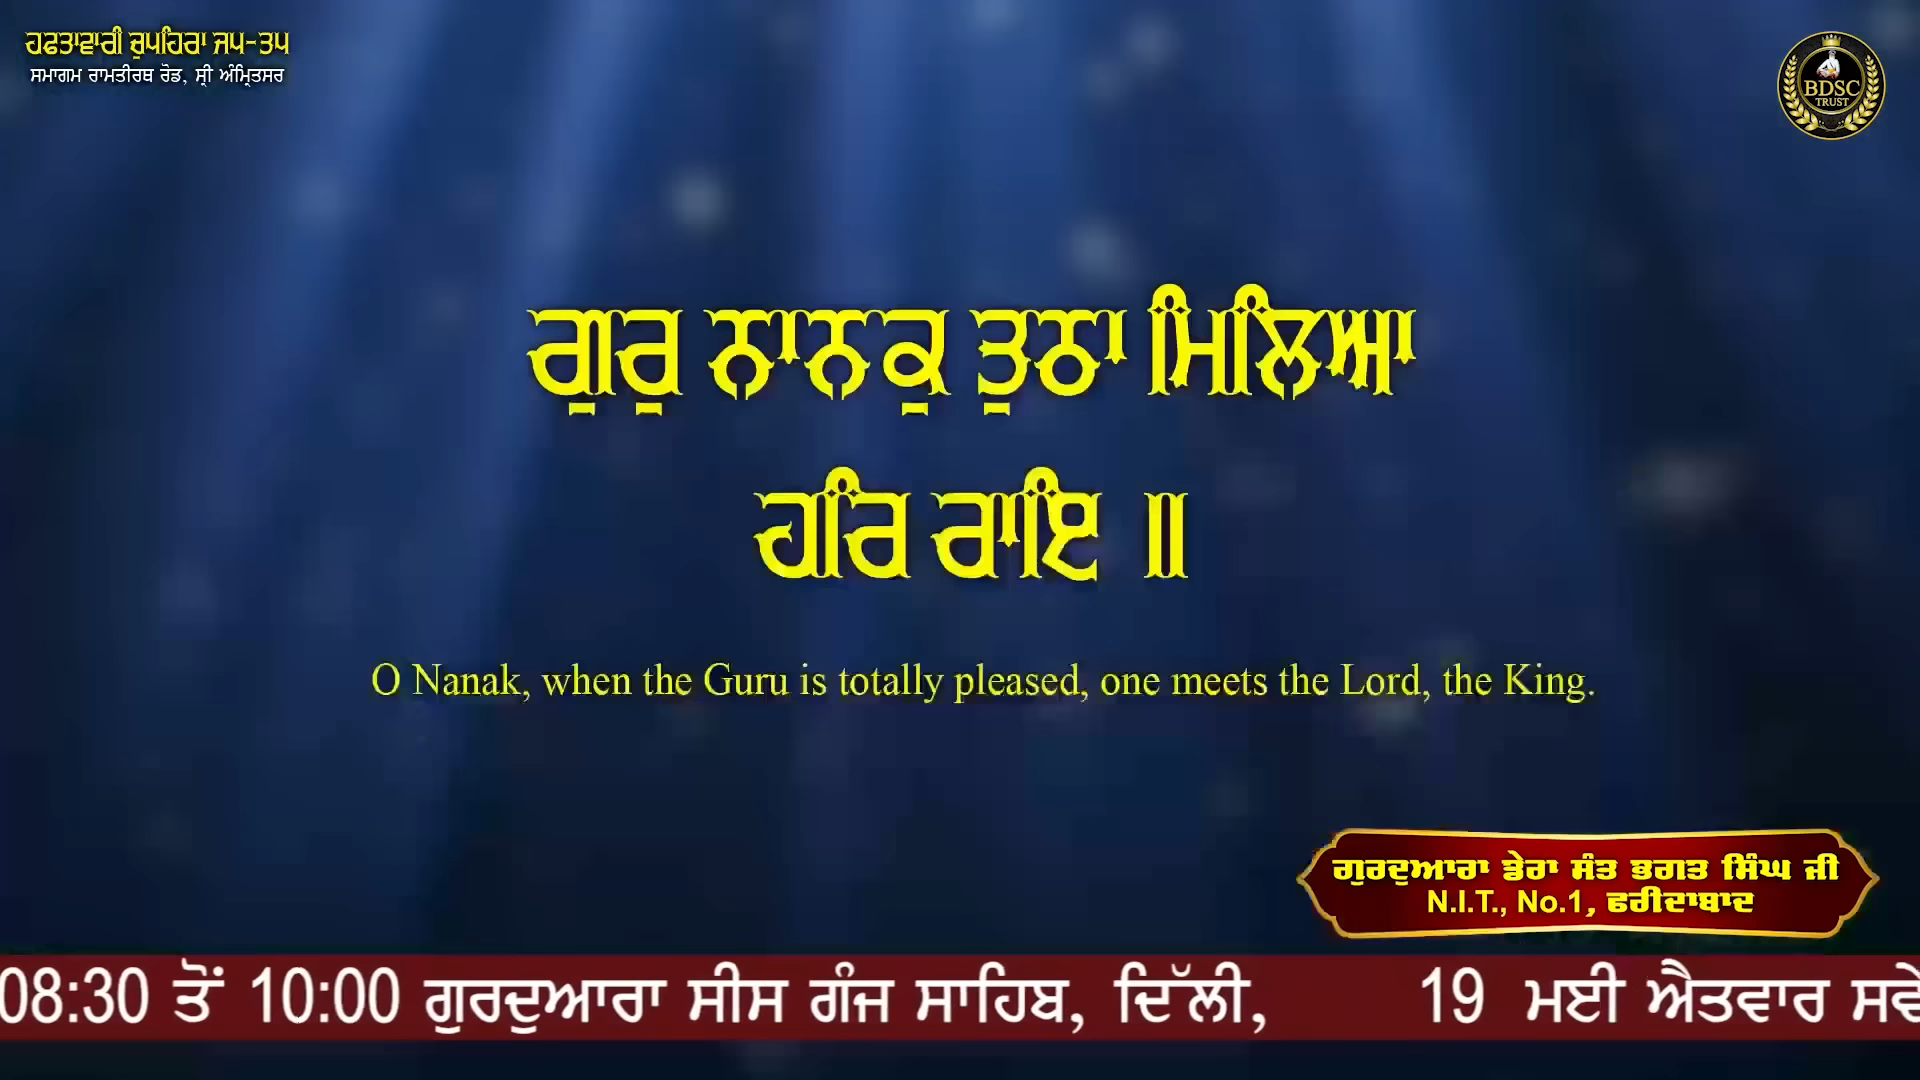 ਹਫਤਾਵਾਰੀ ਚੁਪਹਿਰਾ ਜਪ-ਤਪ
ਸਮਾਗਮ ਰਾਮਤੀਰਥ ਰੋਡ, ਸ੍ਰੀ ਅੰਮ੍ਰਿਤਸਰ
BDSC
TRUST
ਗੁਰੁ ਨਾਨਕੁ ਤੁਠਾ ਮਿਲਿਆ
ਹਰਿ ਰਾਇ ॥
O Nanak, when the Guru is totally pleased, one meets the Lord, the King.
ਗੁਰਦੁਆਰਾ ਡੇਰਾ ਸੰਤ ਭਗਤ ਸਿੰਘ ਜੀ
N.I.T., No.1, ਫਰੀਦਾਬਾਦ
08:30 ਤੋਂ 10:00 ਗੁਰਦੁਆਰਾ ਸੀਸ ਗੰਜ ਸਾਹਿਬ, ਦਿੱਲੀ, 19 ਮਈ ਐਤਵਾਰ ਸਵੇ